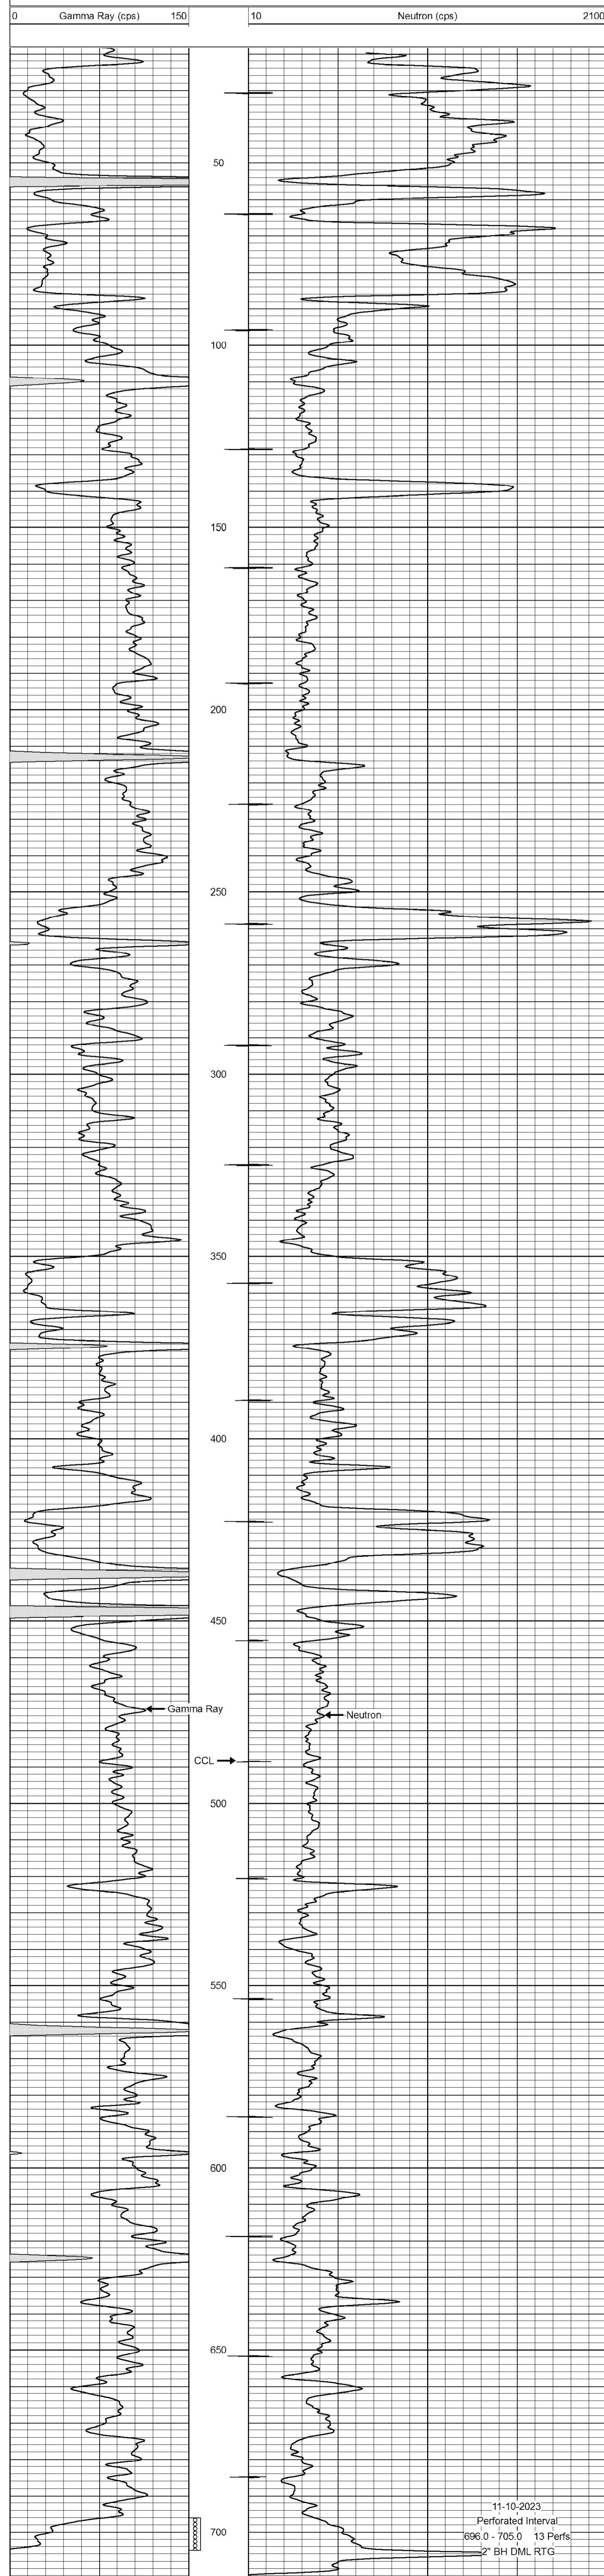 0 Gamma Ray (cps) 150 10 Neutron (cps) 2100
50
100
150
200
250
300
350
400
450
Gamma Ray
Neutron
CCL
500
550
600
650
11-10-2023
Perforated Interval
700
696.0 - 705.0 13 Perfs
2" BH DML RTG